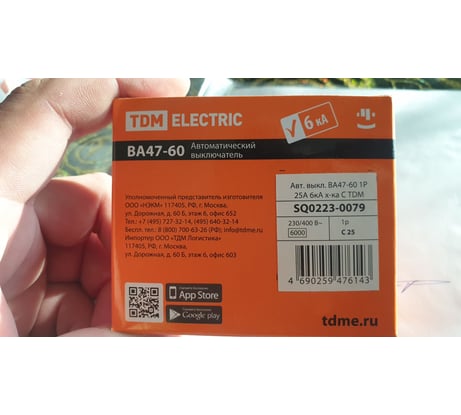 TDM ELECTRIC
6 кА
ВА47-60 Автоматический
выключатель
Уполномоченный представитель изготовителя
ООО «НЭКМ» 117405, РФ, г. Москва,
ул. Дорожная, д. 60 Б, этаж 6, офис 652
Тел. +7 (495) 727-32-14, +7 (495) 640-32-14
Беспл. тел.: 8 (800) 700-63-26 (РФ); info@tdme.ru
Импортер ООО «ТДМ Логистика»
117405, РФ, г. Москва,
ул. Дорожная, д. 60 Б, этаж 6, офис 603
Авт. выкл. ВА47-60 1Р
25А 6кА х-ка С TDM
SQ0223-0079
230/400 В~ 1p
6000 C 25
4 690259 476143
App Store
Google play
tdme.ru